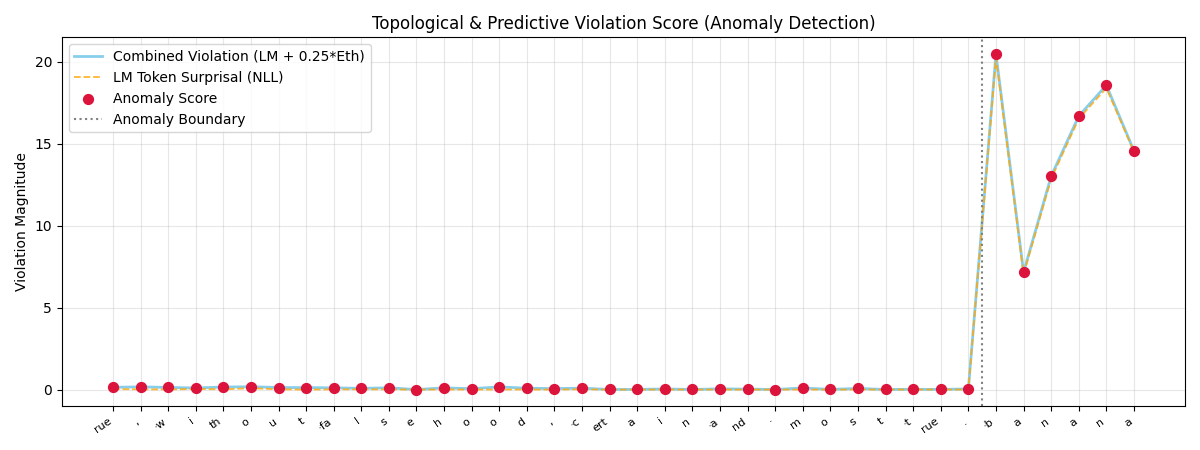 Topological & Predictive Violation Score (Anomaly Detection)
Combined Violation (LM + 0.25*Eth)
LM Token Surprisal (NLL)
Anomaly Score
Anomaly Boundary
Violation Magnitude
20
15
10
5
0
rue , ·w i th o u t ·fa l s e h o o d , ·c ert a i n ·a nd · m o s t ·t rue . ·b a n a n a